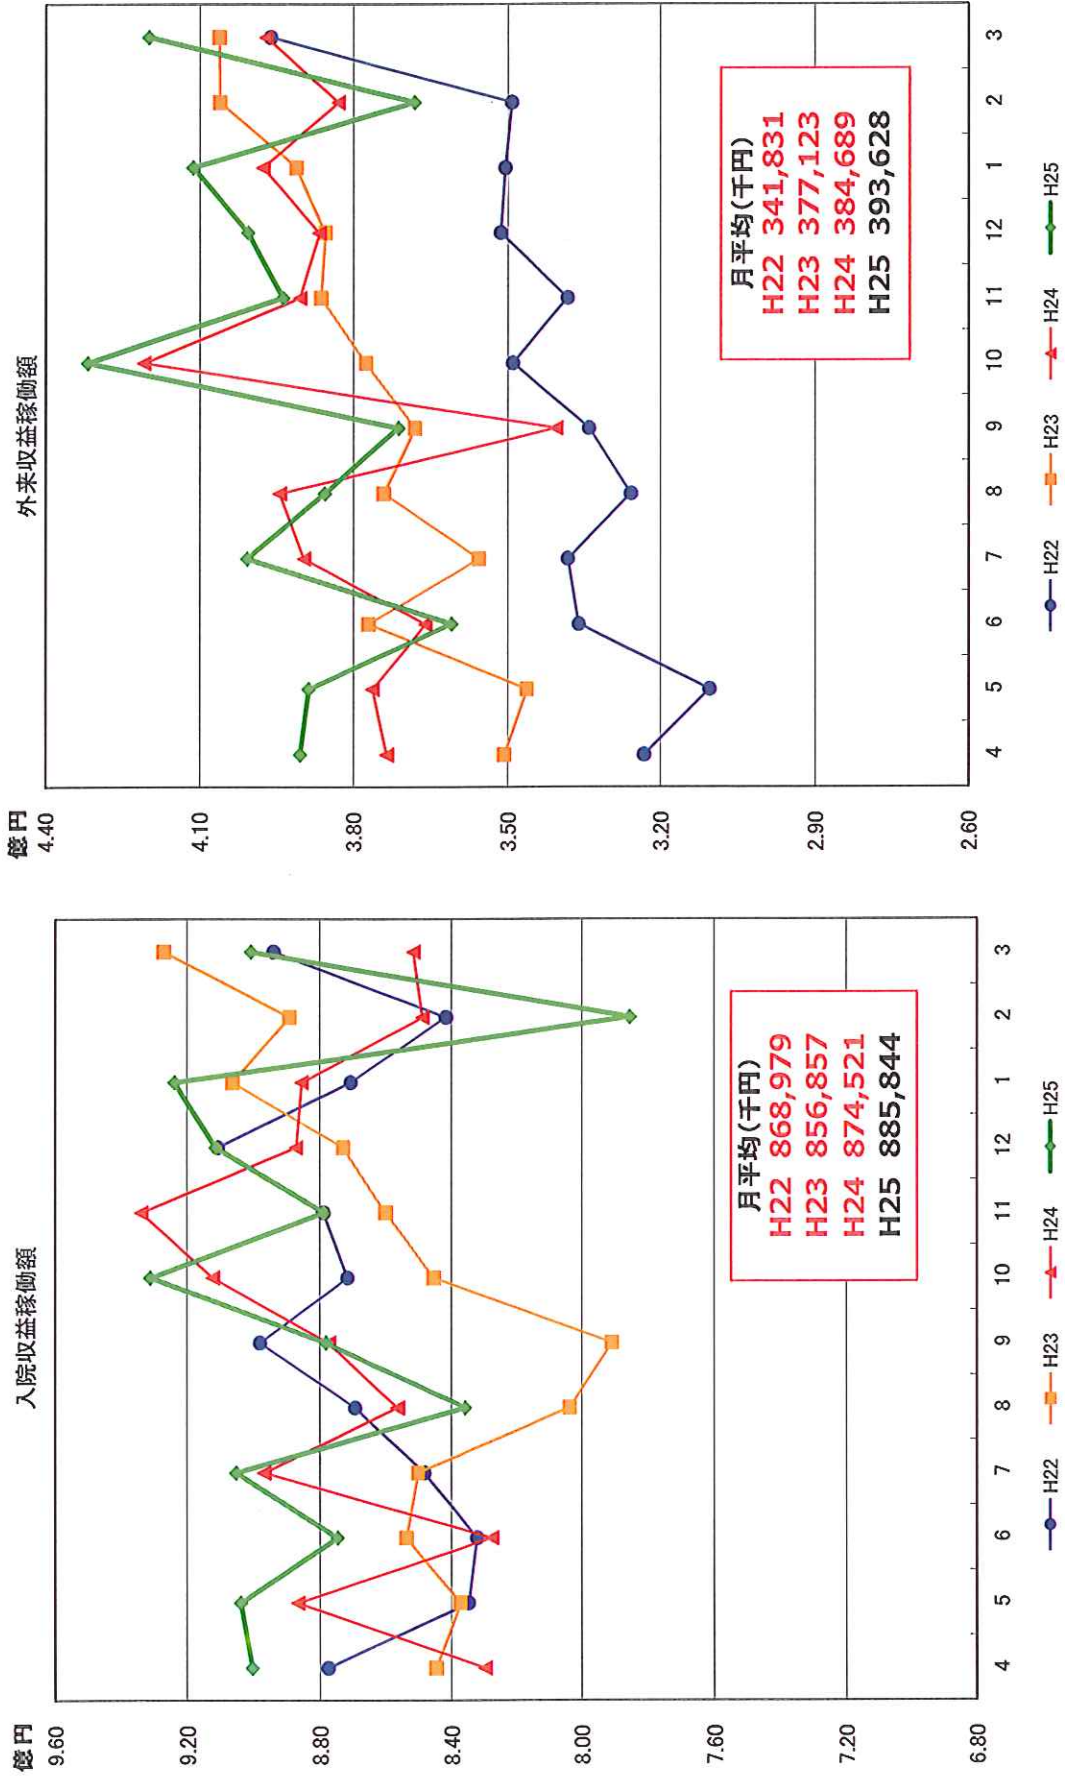 入院収益稼働額
億円
9.60
9.20
8.80
8.40
8.00
7.60
7.20
6.80
4 5 6 7 8 9 10 11 12 1 2 3
月平均(千円)
H22 868,979
H23 856,857
H24 874,521
H25 885,844
H22 H23 H24 H25
外来収益稼働額
億円
4.40
4.10
3.80
3.50
3.20
2.90
2.60
4 5 6 7 8 9 10 11 12 1 2 3
月平均(千円)
H22 341,831
H23 377,123
H24 384,689
H25 393,628
H22 H23 H24 H25